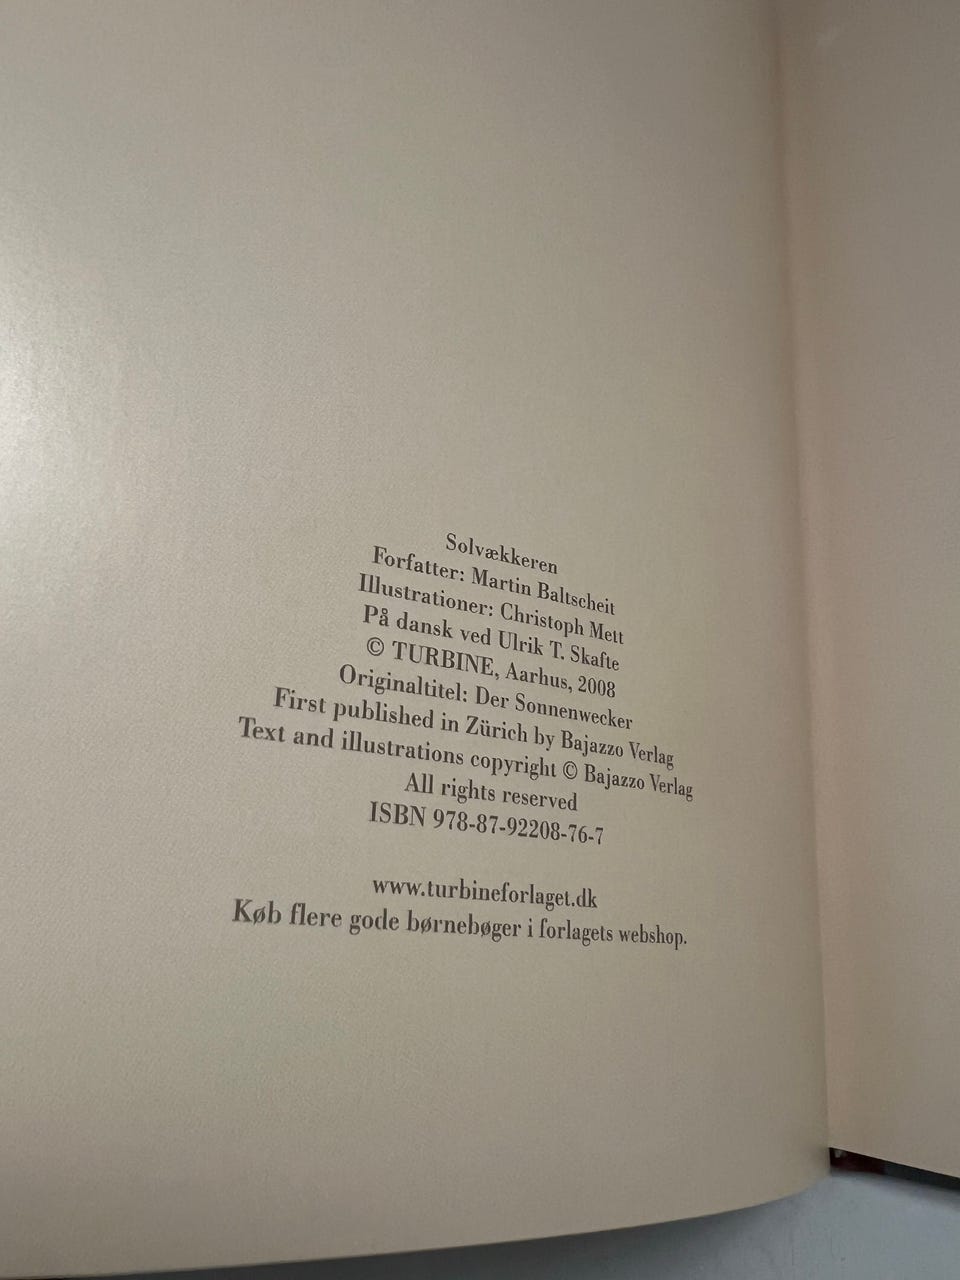 Solvækkeren
Forfatter: Martin Baltscheit
Illustrationer: Christoph Mett
På dansk ved Ulrik T. Skafte
© TURBINE, Aarhus, 2008
Originaltitel: Der Sonnenwecker
First published in Zürich by Bajazzo Verlag
Text and illustrations copyright © Bajazzo Verlag
All rights reserved
ISBN 978-87-92208-76-7
www.turbineforlaget.dk
Køb flere gode børnebøger i forlagets webshop.